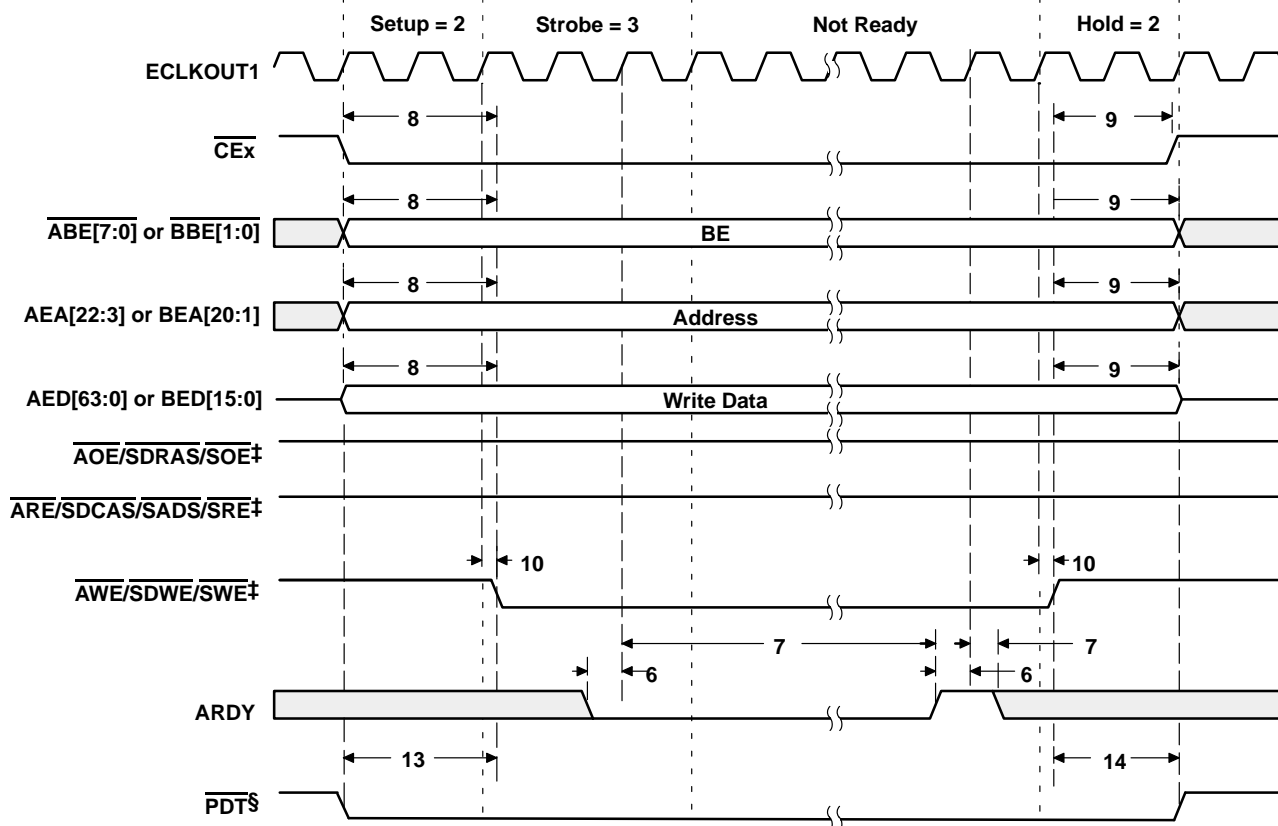 Setup = 2 Strobe = 3 Not Ready Hold = 2
ECLKOUT1
8 9
CEx
8 9
ABE[7:0] or BBE[1:0] BE
8 9
AEA[22:3] or BEA[20:1] Address
8 9
AED[63:0] or BED[15:0] Write Data
AOE/SDRAS/SOE‡
ARE/SDCAS/SADS/SRE‡
10 10
AWE/SDWE/SWE‡
7 7
6 6
ARDY
13 14
PDT§